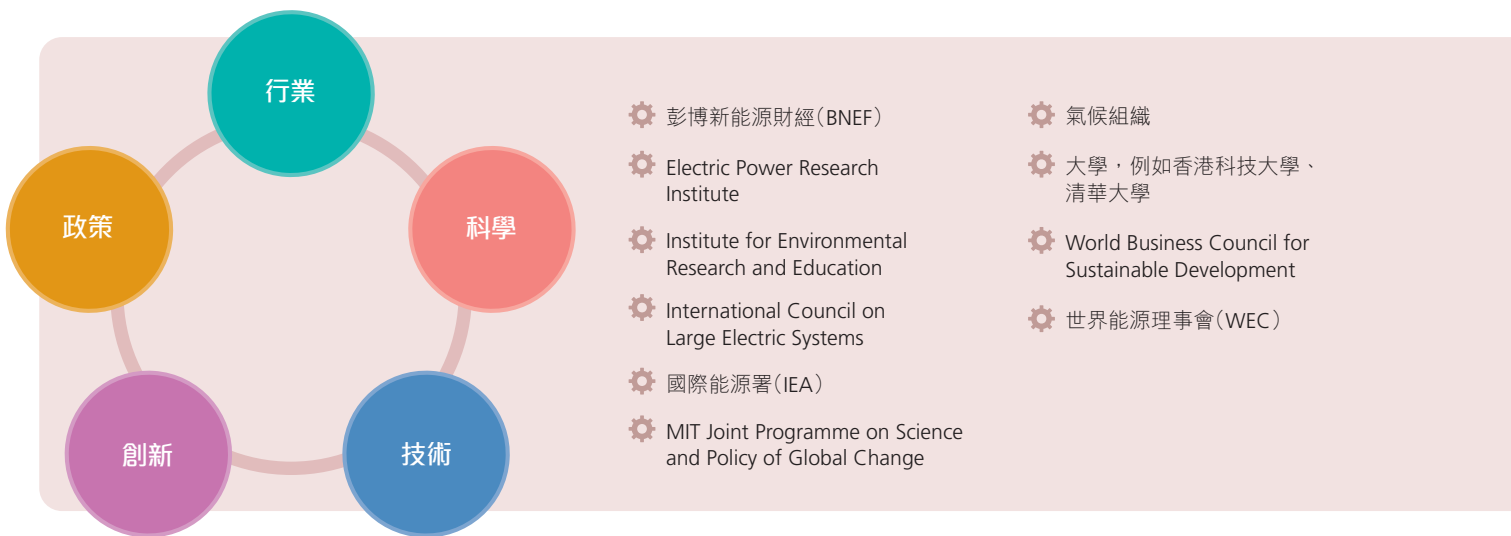 行業
政策
科學
創新
技術
彭博新能源財經(BNEF)
Electric Power Research
Institute
Institute for Environmental
Research and Education
International Council on
Large Electric Systems
國際能源署(IEA)
MIT Joint Programme on Science
and Policy of Global Change
氣候組織
大學，例如香港科技大學、
清華大學
World Business Council for
Sustainable Development
世界能源理事會(WEC)